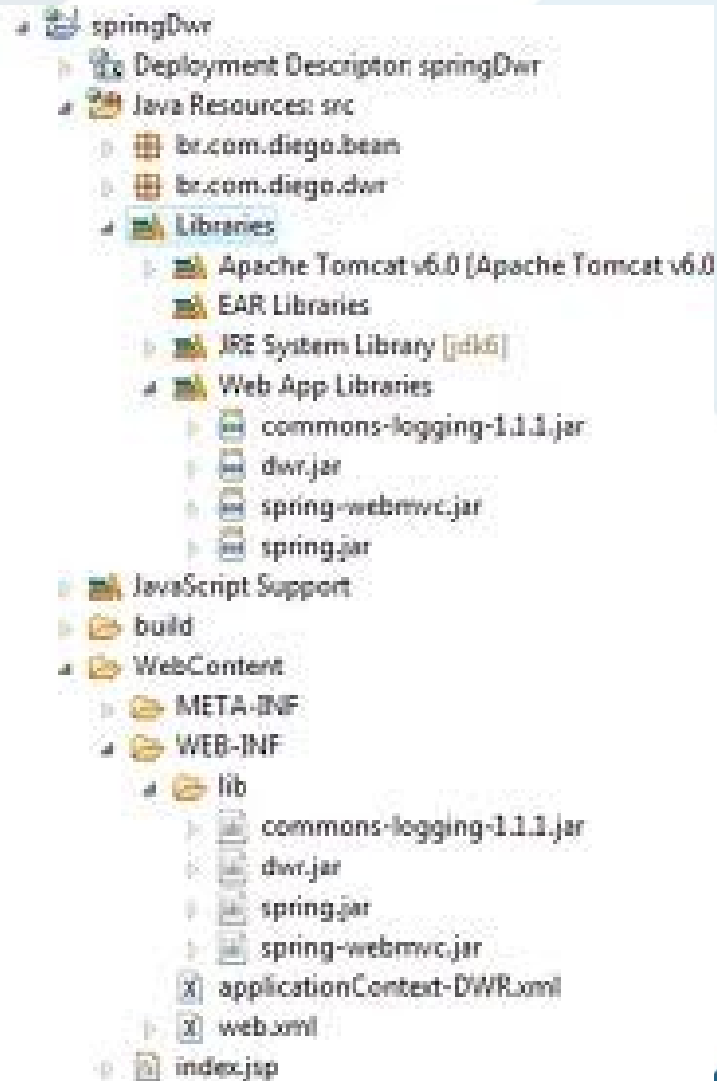 springDwr
Deployment Descriptor: springDwr
Java Resources: src
br.com.diego.bean
br.com.diego.dwr
Libraries
Apache Tomcat v6.0 [Apache Tomcat v6.0
EAR Libraries
JRE System Library [jdk6]
Web App Libraries
commons-logging-1.1.1.jar
dwr.jar
spring-webmvc.jar
spring.jar
JavaScript Support
build
WebContent
META-INF
WEB-INF
lib
commons-logging-1.1.1.jar
dwr.jar
spring.jar
spring-webmvc.jar
applicationContext-DWR.xml
web.xml
index.jsp